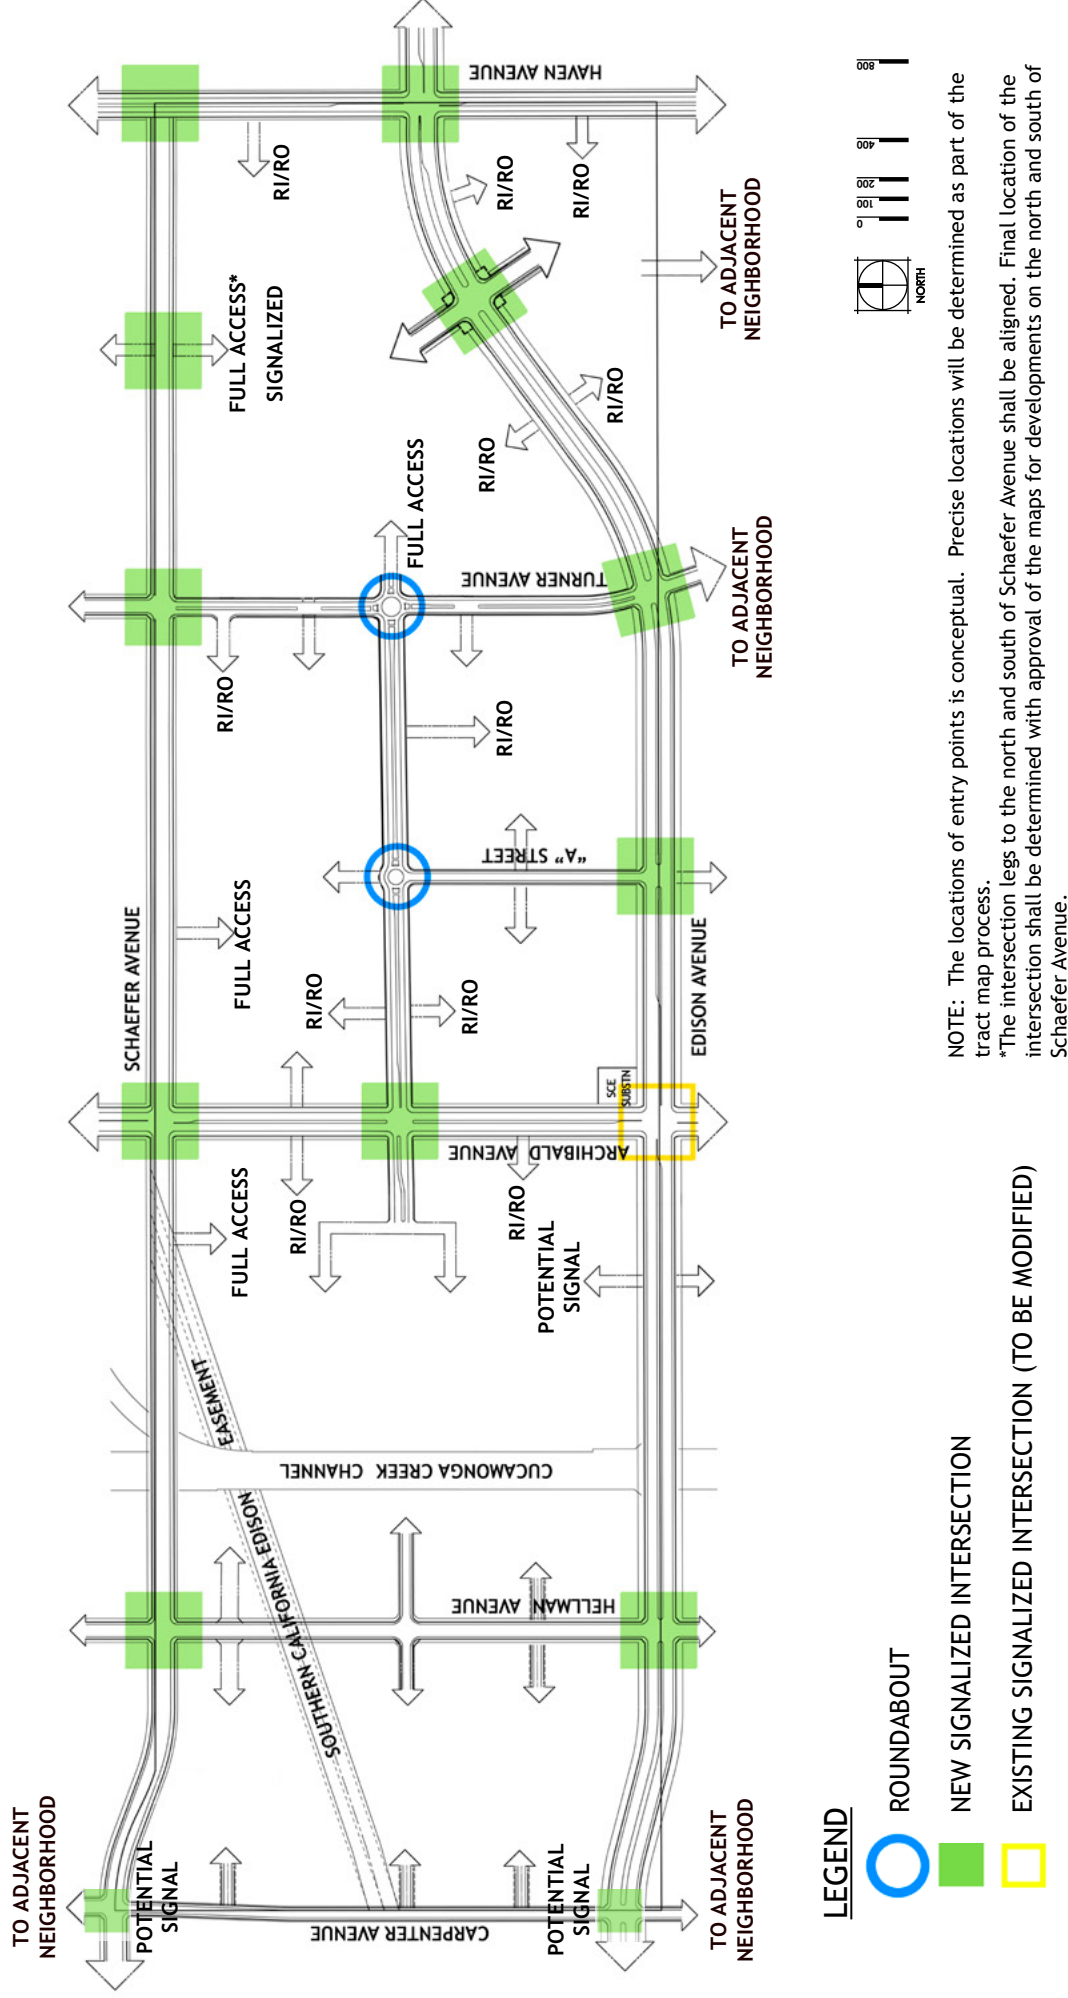 TO ADJACENT
NEIGHBORHOOD
POTENTIAL
SIGNAL
SCHAEFER AVENUE
FULL ACCESS
FULL ACCESS
FULL ACCESS*
SIGNALIZED
RI/RO
HAVEN AVENUE
RI/RO
RI/RO
RI/RO
RI/RO
FULL ACCESS
TURNER AVENUE
RI/RO
RI/RO
"A" STREET
RI/RO
RI/RO
RI/RO
RI/RO
ARCHIBALD AVENUE
SCE
SUBSTN
POTENTIAL
SIGNAL
CUCAMONGA CREEK CHANNEL
SOUTHERN CALIFORNIA EDISON EASEMENT
HELLMAN AVENUE
CARPENTER AVENUE
POTENTIAL
SIGNAL
EDISON AVENUE
TO ADJACENT
NEIGHBORHOOD
TO ADJACENT
NEIGHBORHOOD
TO ADJACENT
NEIGHBORHOOD
LEGEND
ROUNDABOUT
NEW SIGNALIZED INTERSECTION
EXISTING SIGNALIZED INTERSECTION (TO BE MODIFIED)
NORTH
0 100 200 400 800
NOTE: The locations of entry points is conceptual. Precise locations will be determined as part of the
tract map process.
*The intersection legs to the north and south of Schaefer Avenue shall be aligned. Final location of the
intersection shall be determined with approval of the maps for developments on the north and south of
Schaefer Avenue.